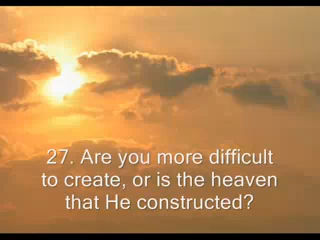 27. Are you more difficult
to create, or is the heaven
that He constructed?